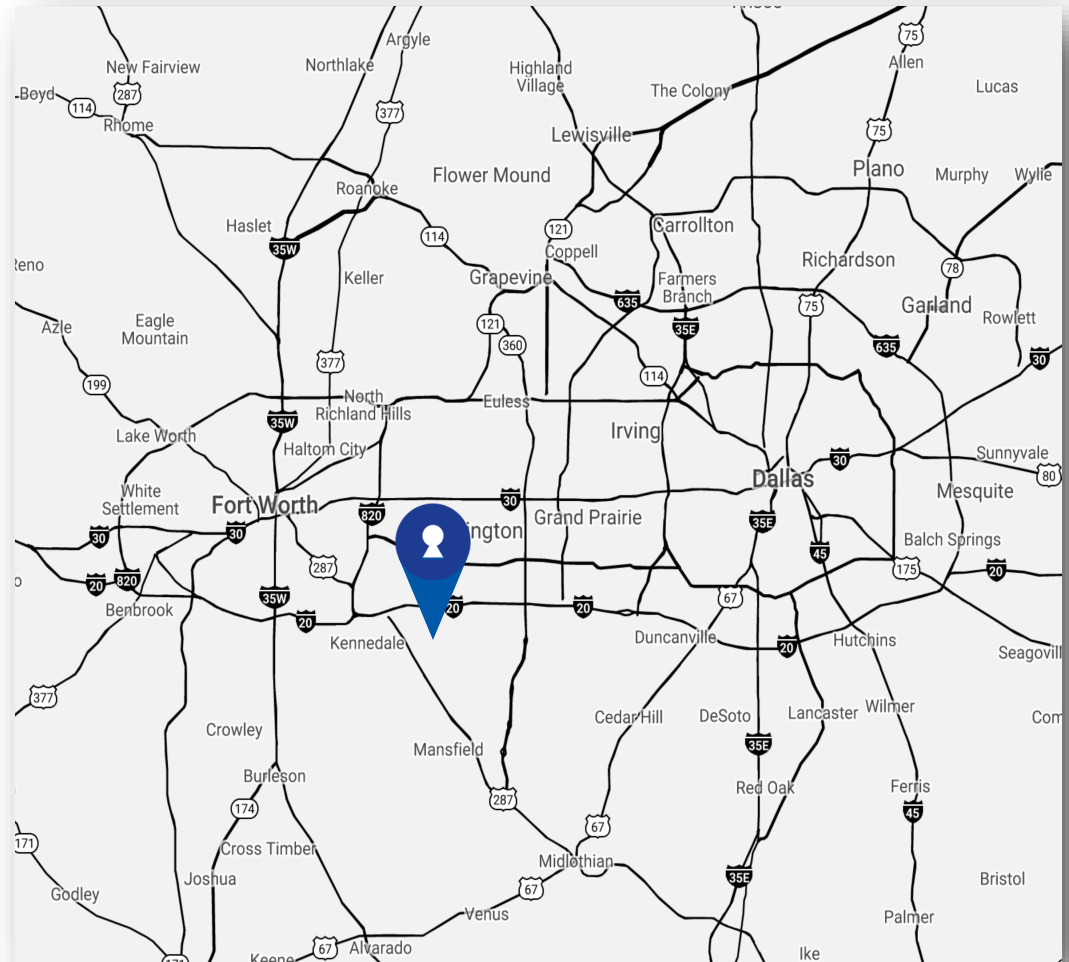 Argyle
75
New Fairview
Northlake
Highland
Village
Allen
Boyd
287
114
377
The Colony
Lucas
Rhome
Lewisville
75
Roanoke
Flower Mound
Plano
Murphy
Wylie
Haslet
35W
114
121
Carrollton
Coppell
Richardson
78
Keller
Grapevine
Farmers
Branch
635
75
Garland
Rowlett
Azle
Eagle
Mountain
121
360
35E
635
30
377
114
199
North
Richland Hills
Euless
35W
Irving
Lake Worth
Haltom City
30
Sunnyvale
80
Dallas
White
Settlement
Fort Worth
820
30
Grand Prairie
Mesquite
30
30
ington
35E
45
Balch Springs
20
820
287
175
20
Benbrook
35W
20
20
20
67
Kennedale
Duncanville
20
Hutchins
Seagovil
377
Crowley
Cedar Hill
DeSoto
Lancaster
Wilmer
Mansfield
35E
Burleson
287
Red Oak
Ferris
174
67
45
171
Cross Timber
Midlothian
Joshua
67
35E
Bristol
Godley
Venus
Palmer
67
Alvarado
Ike
Keene